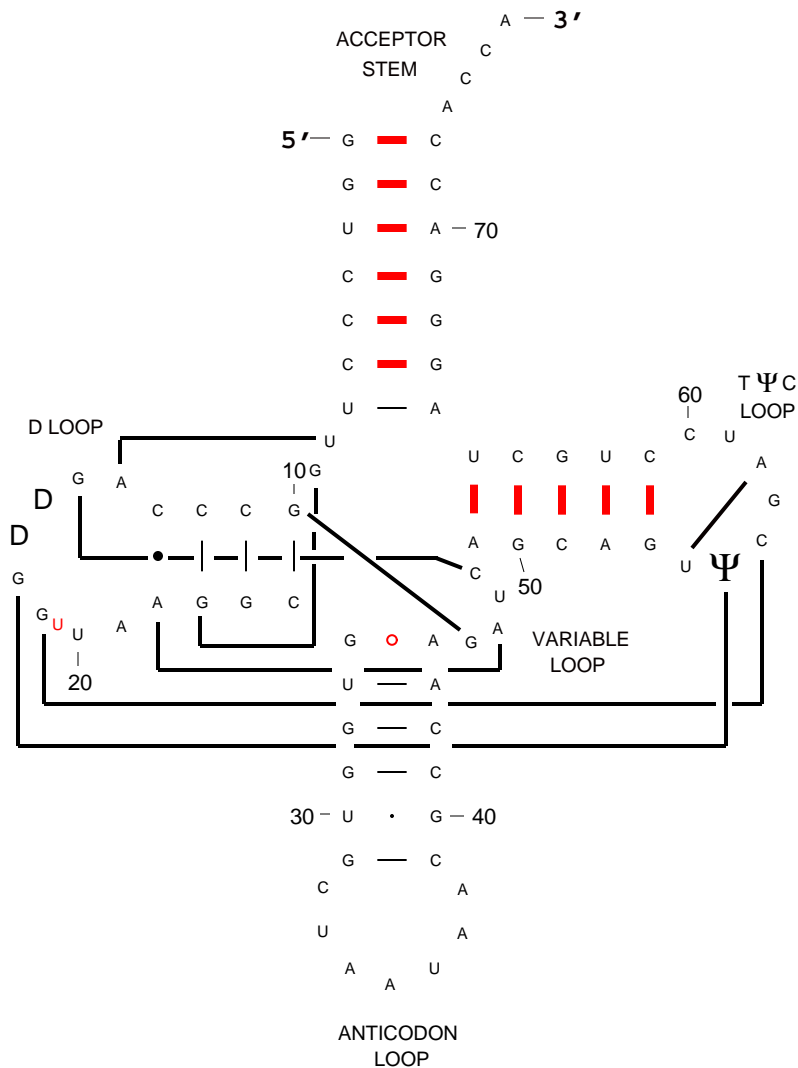 A 3′
ACCEPTOR C
STEM C
A
5′ G C
G C
U A 70
C G
C G
C G
U A
60 T Ψ C
LOOP
D LOOP C U
U
U C G U C A
10 G
G A
D G
C C C G
D A G C A G C
U Ψ
G C
50
A G G C U
G U U A A
G A G VARIABLE
LOOP
20
U A
G C
G C
30 U G 40
G C
C A
U A
A A U
ANTICODON
LOOP